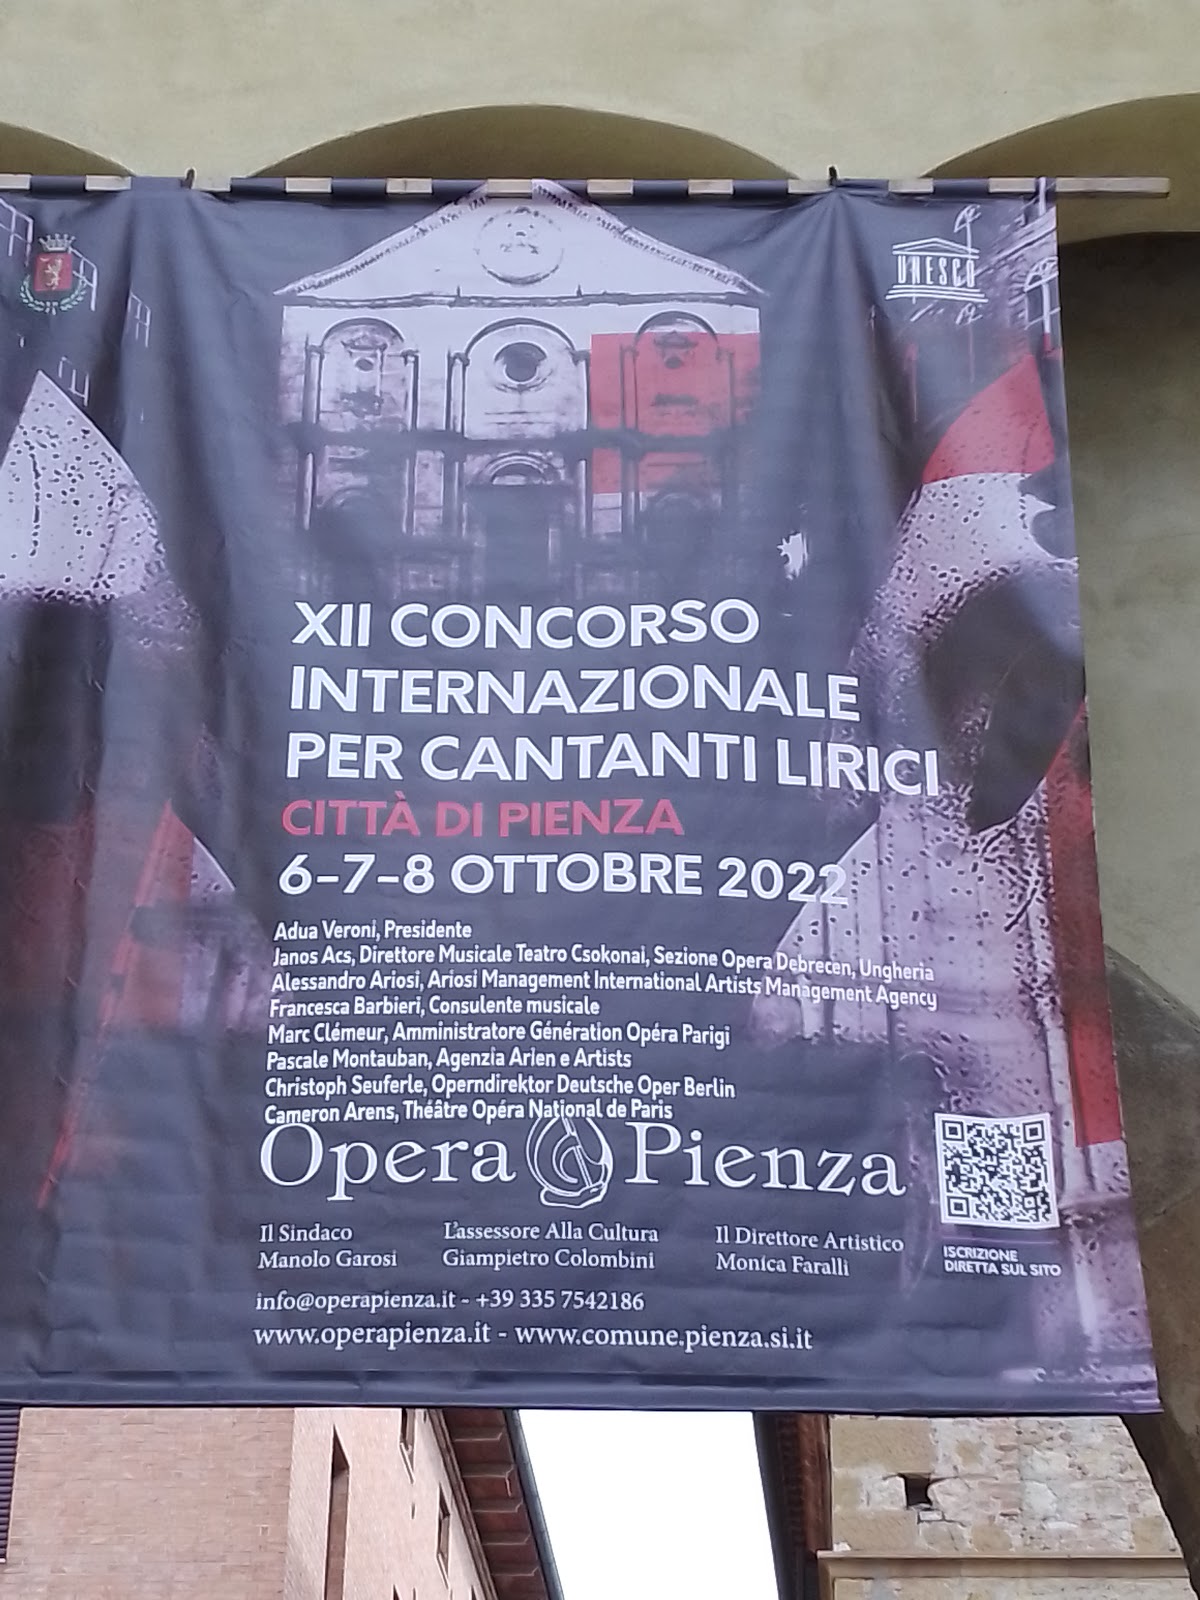 UNESCO
XII CONCORSO
INTERNAZIONALE
PER CANTANTI LIRICI
CITTÀ DI PIENZA
6-7-8 OTTOBRE 2022
Adua Veroni, Presidente
Janos Acs, Direttore Musicale Teatro Csokonai, Sezione Opera Debrecen, Ungheria
Alessandro Ariosi, Ariosi Management International Artists Management Agency
Francesca Barbieri, Consulente musicale
Marc Clémeur, Amministratore Génération Opéra Parigi
Pascale Montauban, Agenzia Arien e Artists
Christoph Seuferle, Operndirektor Deutsche Oper Berlin
Cameron Arens, Théâtre Opéra National de Paris
Opera Pienza
Il Sindaco L'assessore Alla Cultura Il Direttore Artistico
Manolo Garosi Giampietro Colombini Monica Faralli
ISCRIZIONE
DIRETTA SUL SITO
info@operapienza.it - +39 335 7542186
www.operapienza.it - www.comune.pienza.si.it